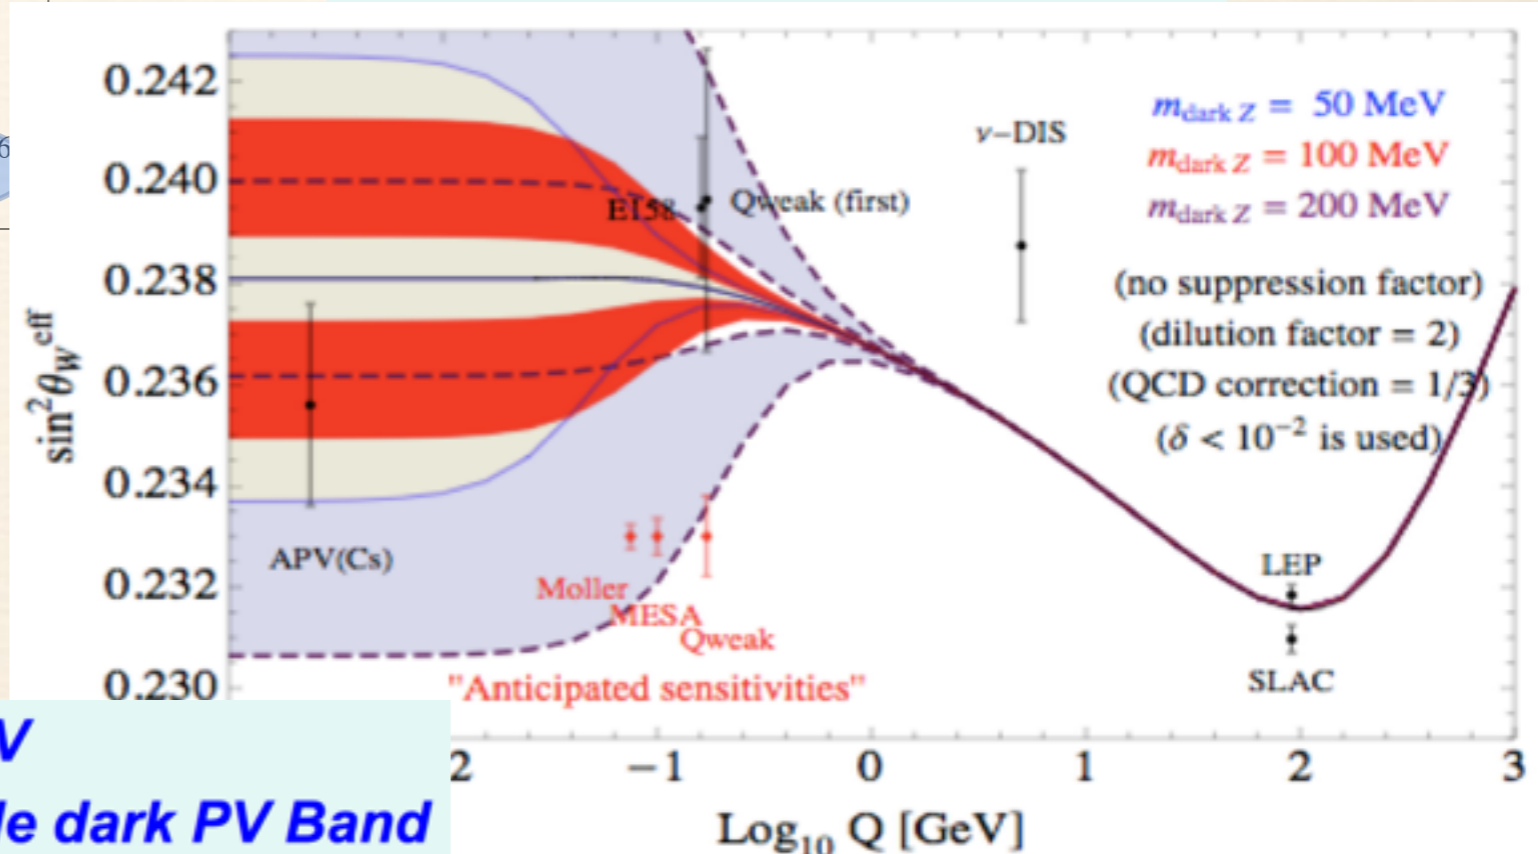 0.242
0.240
0.238
0.236
0.234
0.232
0.230
sin²θ_W^eff
6
m_dark Z = 50 MeV
m_dark Z = 100 MeV
m_dark Z = 200 MeV
ν−DIS
E158
Qweak (first)
(no suppression factor)
(dilution factor = 2)
(QCD correction = 1/3)
(δ < 10⁻² is used)
APV(Cs)
Moller
MESA
Qweak
"Anticipated sensitivities"
LEP
SLAC
2 −1 0 1 2 3
Log₁₀ Q [GeV]
V
le dark PV Band